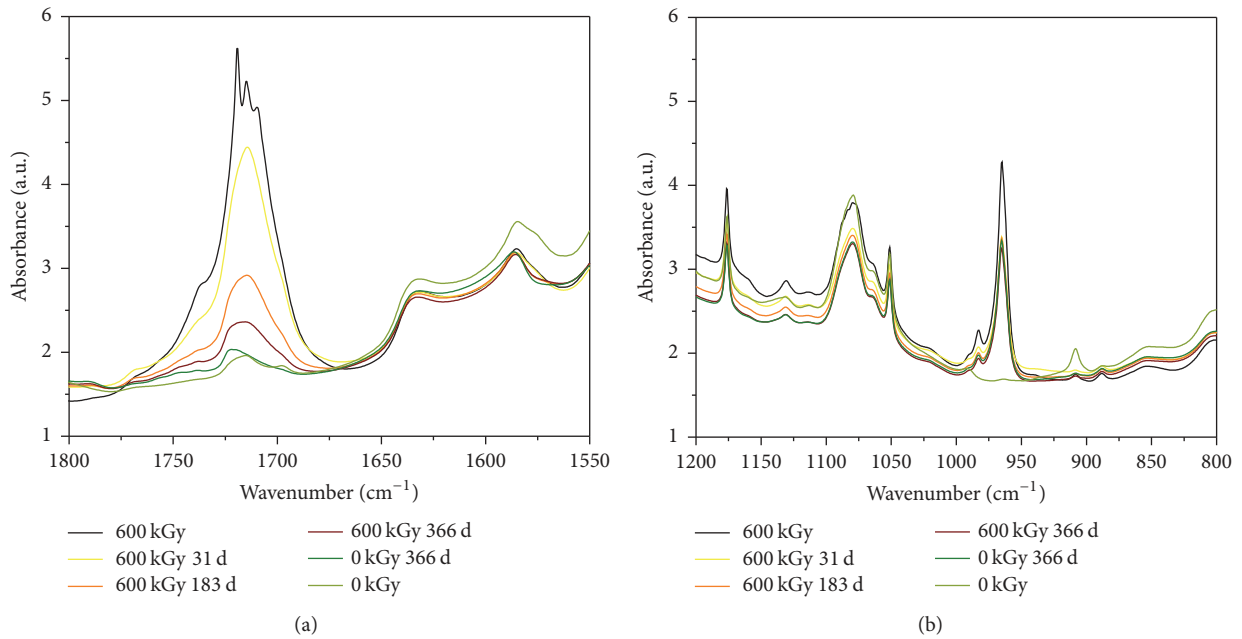 6
5
4
3
2
1
Absorbance (a.u.)
1800 1750 1700 1650 1600 1550
Wavenumber (cm⁻¹)
600 kGy
600 kGy 31 d
600 kGy 183 d
600 kGy 366 d
0 kGy 366 d
0 kGy
(a)
6
5
4
3
2
1
Absorbance (a.u.)
1200 1150 1100 1050 1000 950 900 850 800
Wavenumber (cm⁻¹)
600 kGy
600 kGy 31 d
600 kGy 183 d
600 kGy 366 d
0 kGy 366 d
0 kGy
(b)